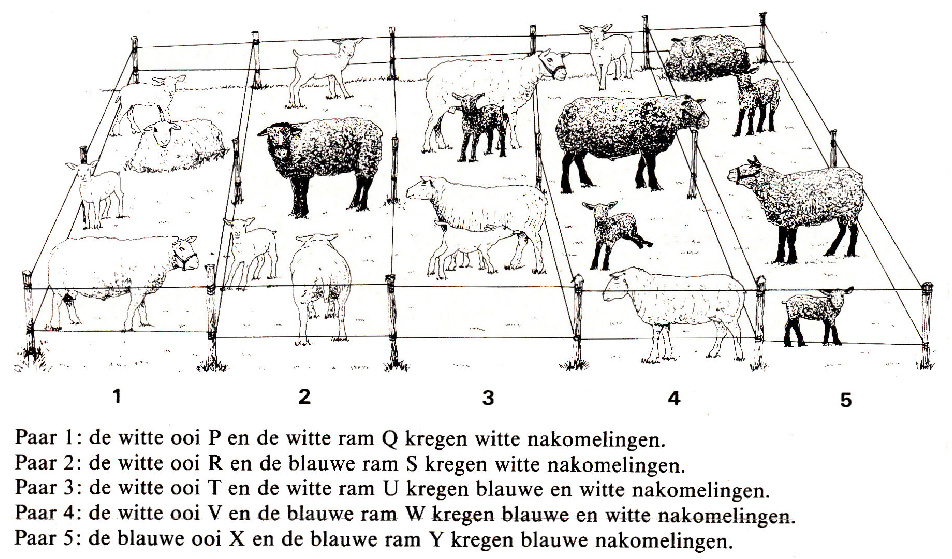 1 2 3 4 5
Paar 1: de witte ooi P en de witte ram Q kregen witte nakomelingen.
Paar 2: de witte ooi R en de blauwe ram S kregen witte nakomelingen.
Paar 3: de witte ooi T en de witte ram U kregen blauwe en witte nakomelingen.
Paar 4: de witte ooi V en de blauwe ram W kregen blauwe en witte nakomelingen.
Paar 5: de blauwe ooi X en de blauwe ram Y kregen blauwe nakomelingen.